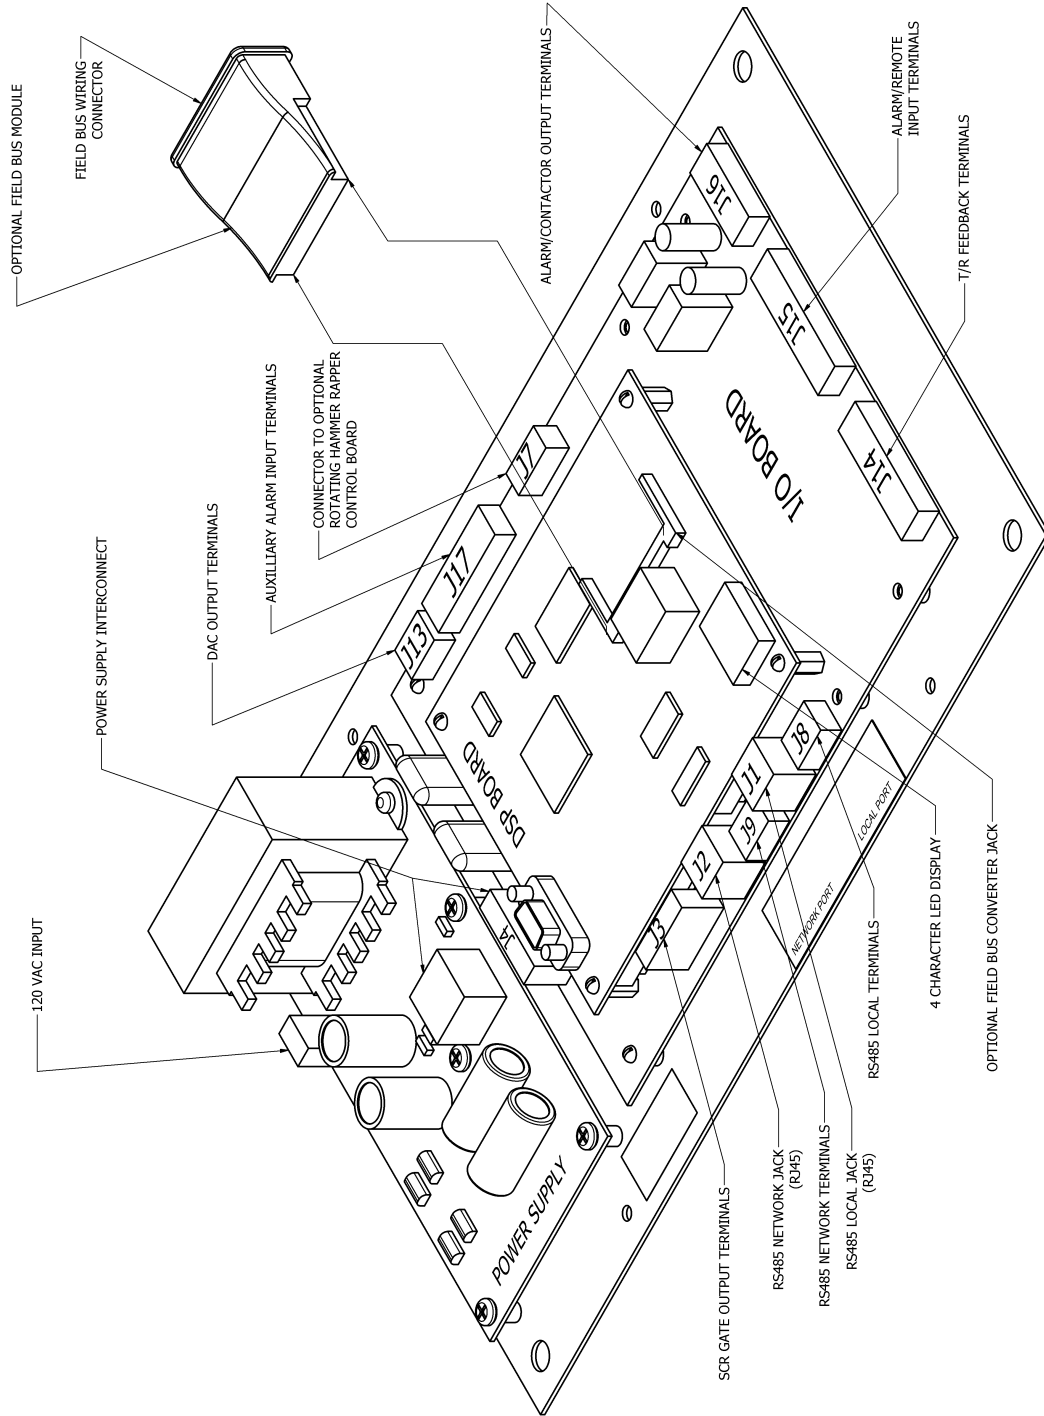 OPTIONAL FIELD BUS MODULE
FIELD BUS WIRING
CONNECTOR
120 VAC INPUT
POWER SUPPLY INTERCONNECT
DAC OUTPUT TERMINALS
AUXILLIARY ALARM INPUT TERMINALS
CONNECTOR TO OPTIONAL
ROTATING HAMMER RAPPER
CONTROL BOARD
ALARM/CONTACTOR OUTPUT TERMINALS
ALARM/REMOTE
INPUT TERMINALS
T/R FEEDBACK TERMINALS
J16
J15
J14
I/O BOARD
J7
J17
J13
DSP BOARD
J4
J3
J2
J9
J1
J8
POWER SUPPLY
NETWORK PORT
LOCAL PORT
SCR GATE OUTPUT TERMINALS
RS485 NETWORK JACK
(RJ45)
RS485 NETWORK TERMINALS
RS485 LOCAL JACK
(RJ45)
RS485 LOCAL TERMINALS
4 CHARACTER LED DISPLAY
OPTIONAL FIELD BUS CONVERTER JACK